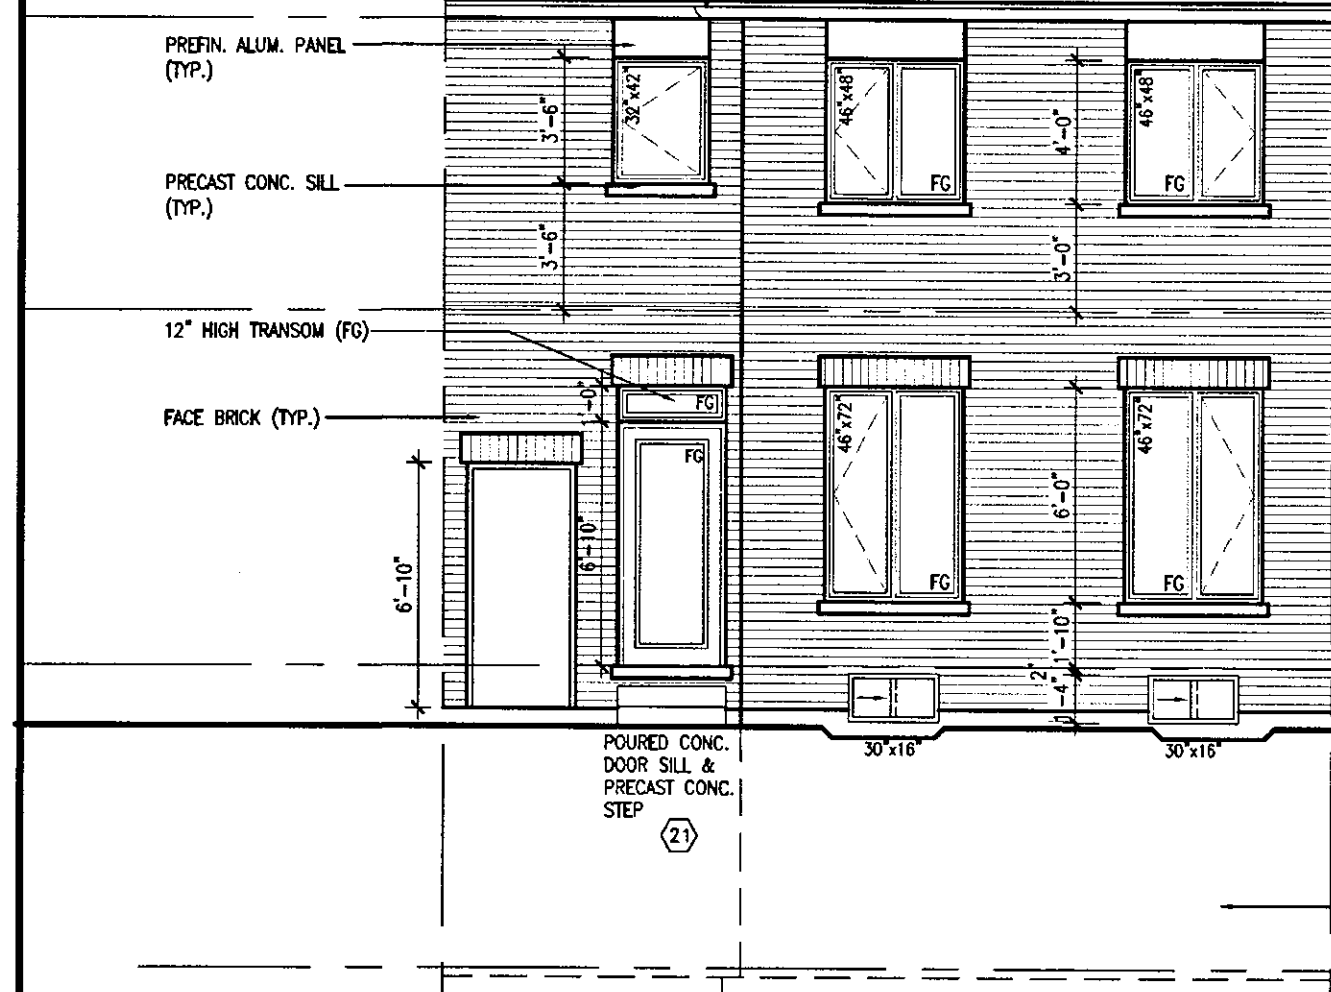 PREFIN. ALUM. PANEL
(TYP.)
32"x42"
46"x48"
46"x48"
3'-6"
4'-0"
FG
FG
PRECAST CONC. SILL
(TYP.)
3'-6"
3'-0"
12" HIGH TRANSOM (FG)
1'-0"
FG
FACE BRICK (TYP.)
46"x72"
46"x72"
FG
6'-0"
6'-10"
6'-10"
FG
FG
1'-10"
2"
30"x16"
30"x16"
POURED CONC.
DOOR SILL &
PRECAST CONC.
STEP
21